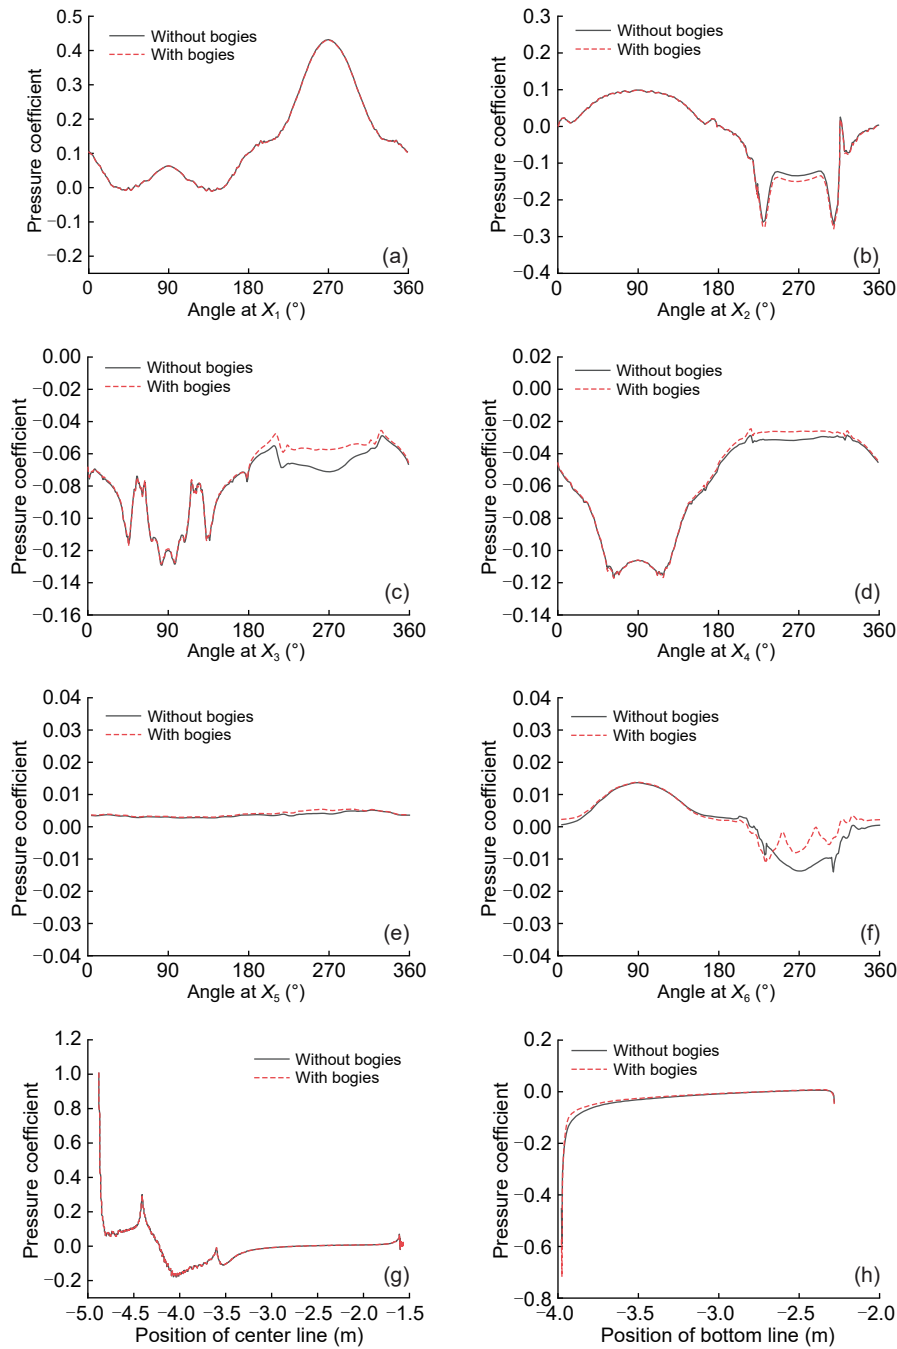 0.5
0.4
0.3
0.2
0.1
0.0
−0.1
−0.2
Pressure coefficient
Without bogies
With bogies
(a)
0 90 180 270 360
Angle at X1 (°)
0.3
0.2
0.1
0.0
−0.1
−0.2
−0.3
−0.4
Pressure coefficient
Without bogies
With bogies
(b)
0 90 180 270 360
Angle at X2 (°)
0.00
−0.02
−0.04
−0.06
−0.08
−0.10
−0.12
−0.14
−0.16
Pressure coefficient
Without bogies
With bogies
(c)
0 90 180 270 360
Angle at X3 (°)
0.02
0.00
−0.02
−0.04
−0.06
−0.08
−0.10
−0.12
−0.14
Pressure coefficient
Without bogies
With bogies
(d)
0 90 180 270 360
Angle at X4 (°)
0.04
0.03
0.02
0.01
0.00
−0.01
−0.02
−0.03
−0.04
Pressure coefficient
Without bogies
With bogies
(e)
0 90 180 270 360
Angle at X5 (°)
0.04
0.03
0.02
0.01
0.00
−0.01
−0.02
−0.03
−0.04
Pressure coefficient
Without bogies
With bogies
(f)
0 90 180 270 360
Angle at X6 (°)
1.2
1.0
0.8
0.6
0.4
0.2
0.0
−0.2
Pressure coefficient
Without bogies
With bogies
(g)
−5.0 −4.5 −4.0 −3.5 −3.0 −2.5 −2.0 −1.5
Position of center line (m)
0.2
0.0
−0.2
−0.4
−0.6
−0.8
Pressure coefficient
Without bogies
With bogies
(h)
−4.0 −3.5 −3.0 −2.5 −2.0
Position of bottom line (m)